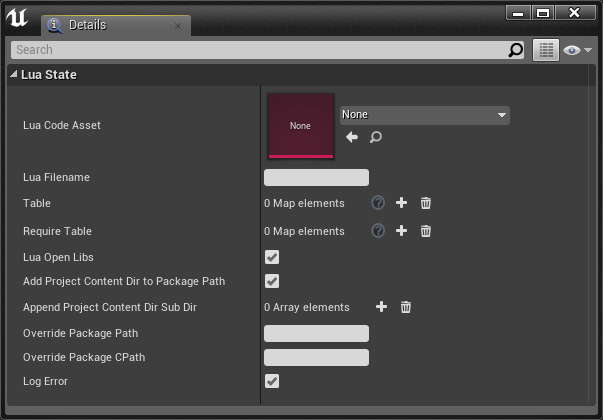 Details
Search
Lua State
Lua Code Asset
None
None
Lua Filename
Table
0 Map elements
Require Table
0 Map elements
Lua Open Libs
Add Project Content Dir to Package Path
Append Project Content Dir Sub Dir
0 Array elements
Override Package Path
Override Package CPath
Log Error